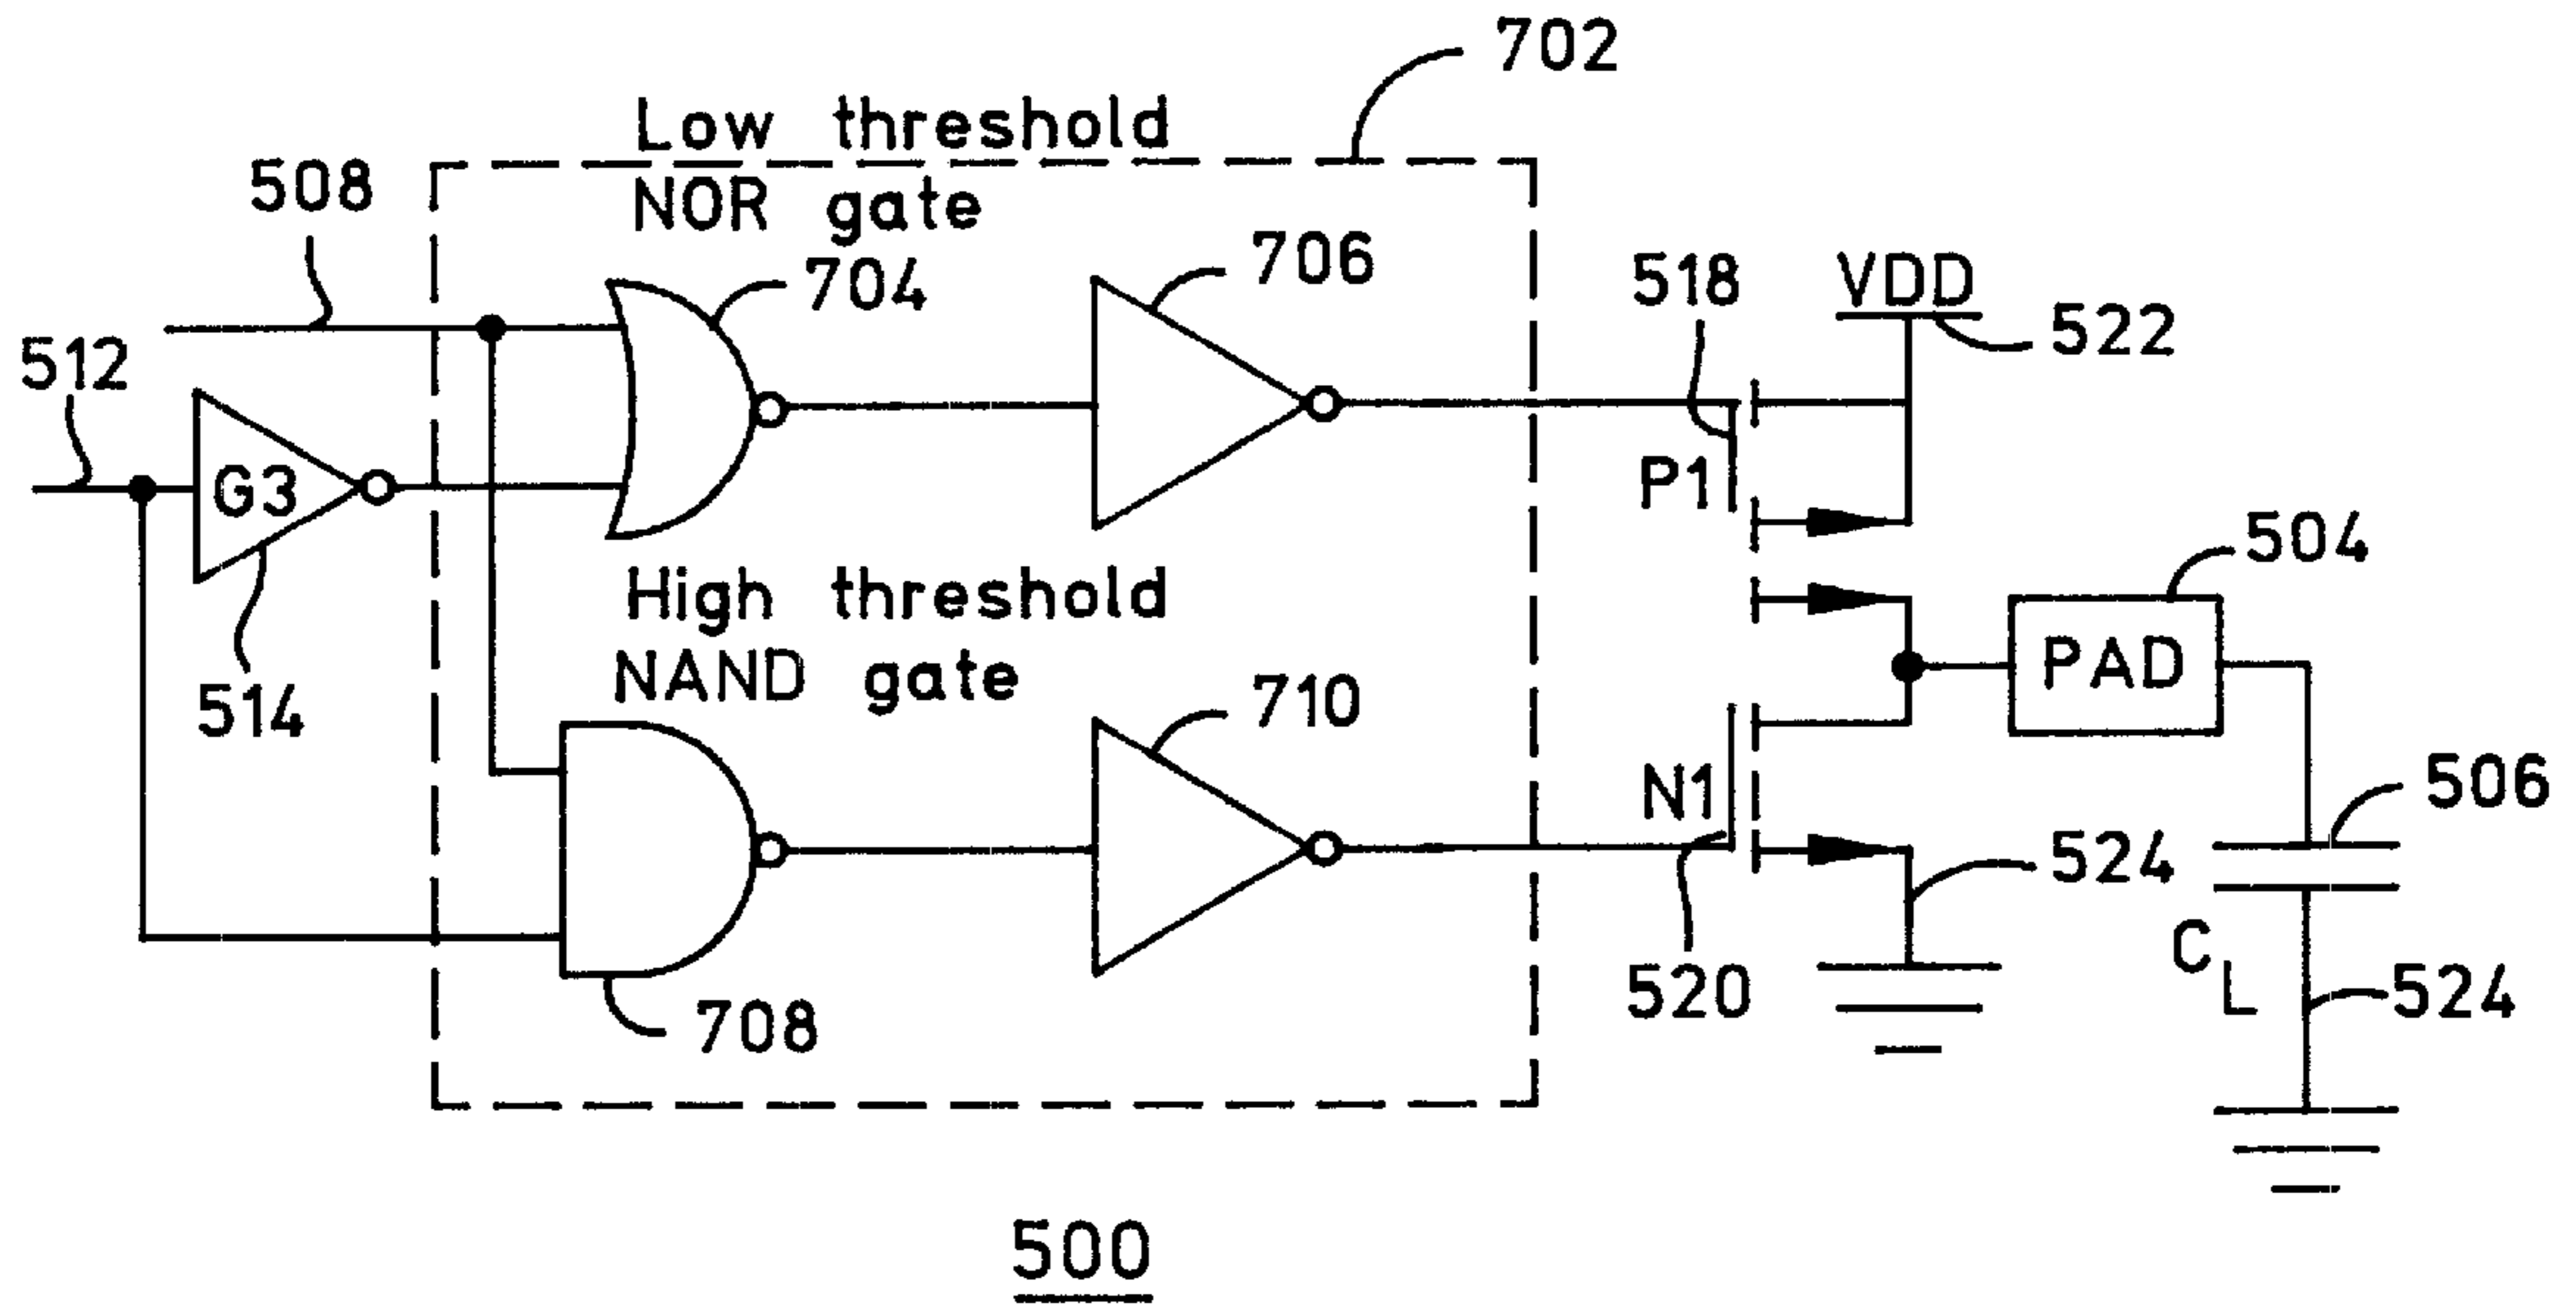 702
Low threshold
NOR gate
508
704
706
518
VDD
522
512
G3
P1
514
504
High threshold
NAND gate
PAD
710
N1
506
708
520
524
C L
524
500